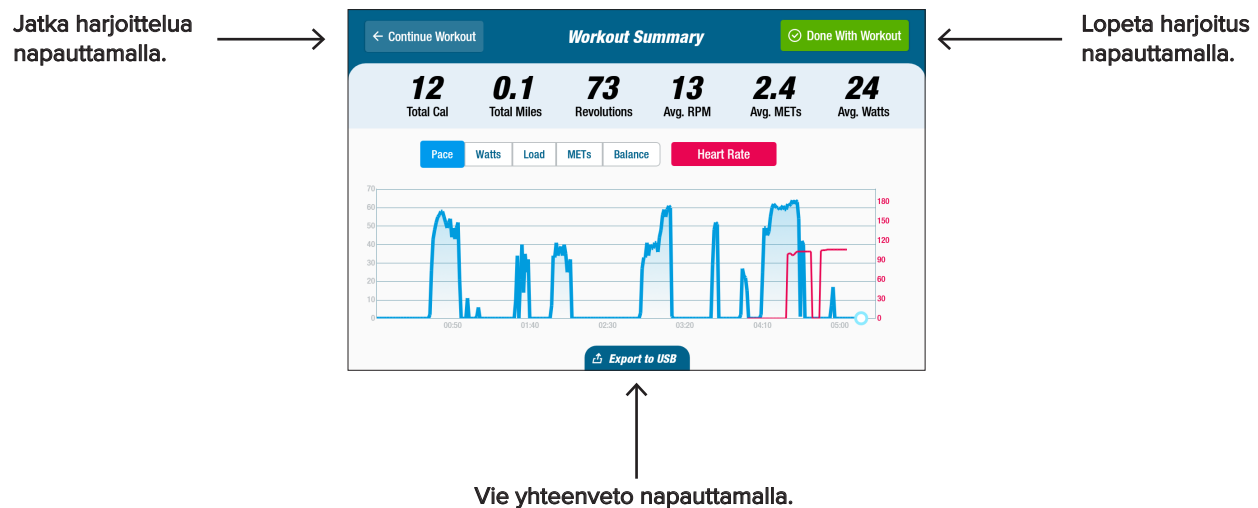 Jatka harjoittelua
napauttamalla.
← Continue Workout
Workout Summary
Done With Workout
Lopeta harjoitus
napauttamalla.
12 0.1 73 13 2.4 24
Total Cal Total Miles Revolutions Avg. RPM Avg. METs Avg. Watts
Pace Watts Load METs Balance Heart Rate
70
60
50
40
30
20
10
0
180
150
120
90
60
30
0
00:50 01:40 02:30 03:20 04:10 05:00
Export to USB
Vie yhteenveto napauttamalla.